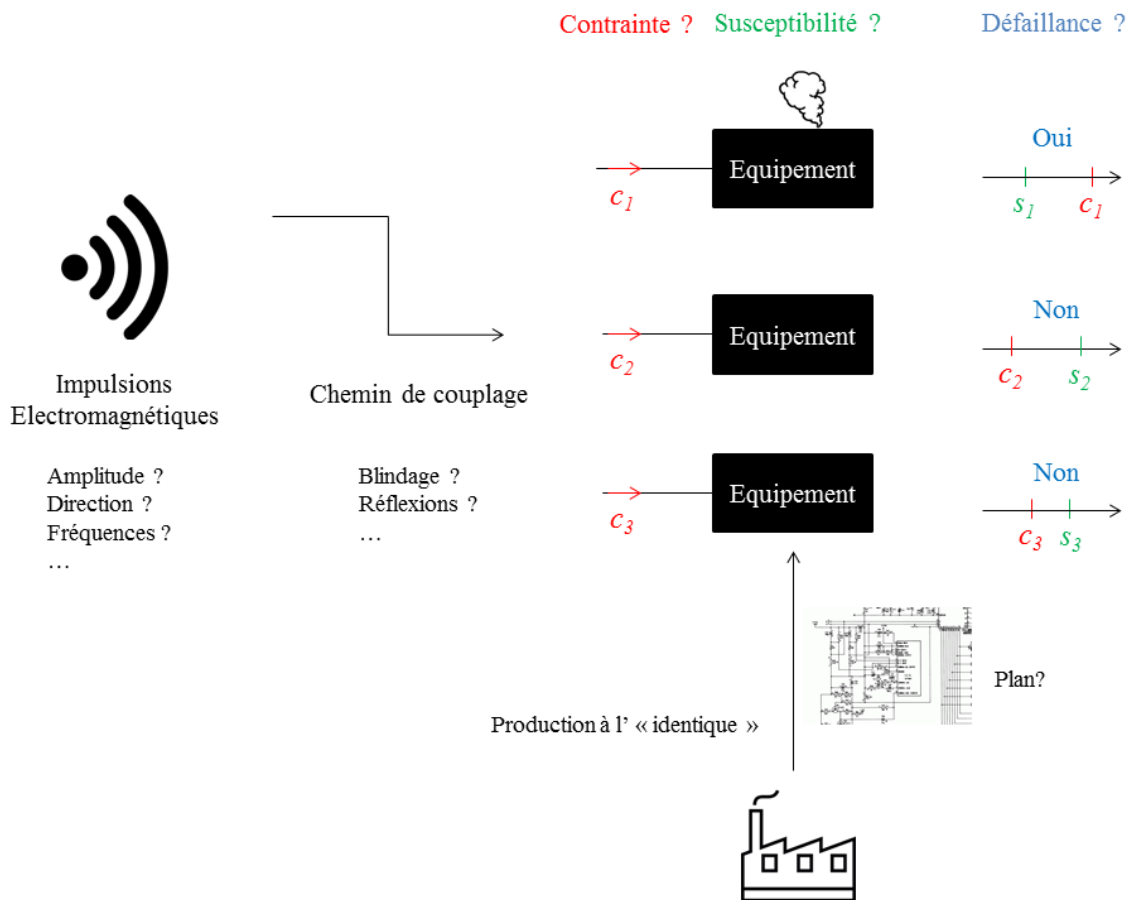 Contrainte ? Susceptibilité ? Défaillance ?
Equipement
c1
Oui
s1 c1
Impulsions
Electromagnétiques
Amplitude ?
Direction ?
Fréquences ?
…
Chemin de couplage
Blindage ?
Réflexions ?
…
Equipement
c2
Non
c2 s2
Equipement
c3
Non
c3 s3
Plan?
Production à l’ « identique »